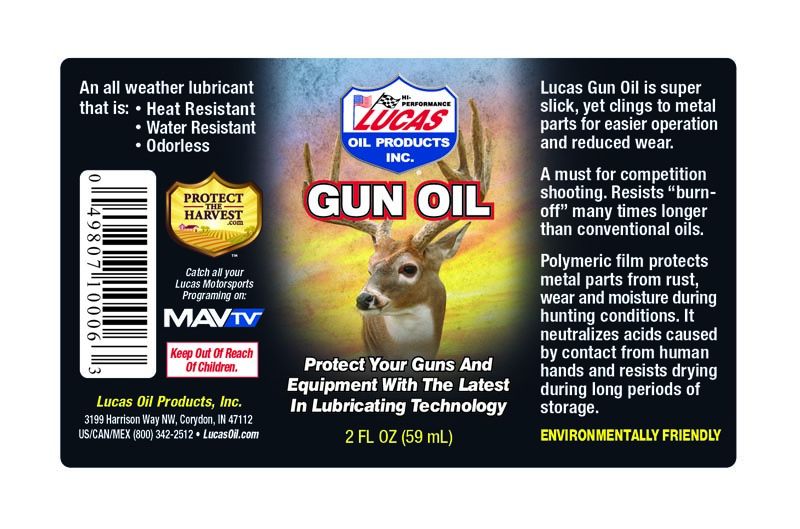 An all weather lubricant
that is: • Heat Resistant
• Water Resistant
• Odorless
0 49807 10006 3
PROTECT
THE
HARVEST
.com
™
Catch all your
Lucas Motorsports
Programing on:
MAVTV
Keep Out Of Reach
Of Children.
Lucas Oil Products, Inc.
3199 Harrison Way NW, Corydon, IN 47112
US/CAN/MEX (800) 342-2512 • LucasOil.com
HI-
PERFORMANCE
LUCAS
OIL PRODUCTS
INC.
GUN OIL
Protect Your Guns And
Equipment With The Latest
In Lubricating Technology
2 FL OZ (59 mL)
Lucas Gun Oil is super
slick, yet clings to metal
parts for easier operation
and reduced wear.
A must for competition
shooting. Resists “burn-
off” many times longer
than conventional oils.
Polymeric film protects
metal parts from rust,
wear and moisture during
hunting conditions. It
neutralizes acids caused
by contact from human
hands and resists drying
during long periods of
storage.
ENVIRONMENTALLY FRIENDLY